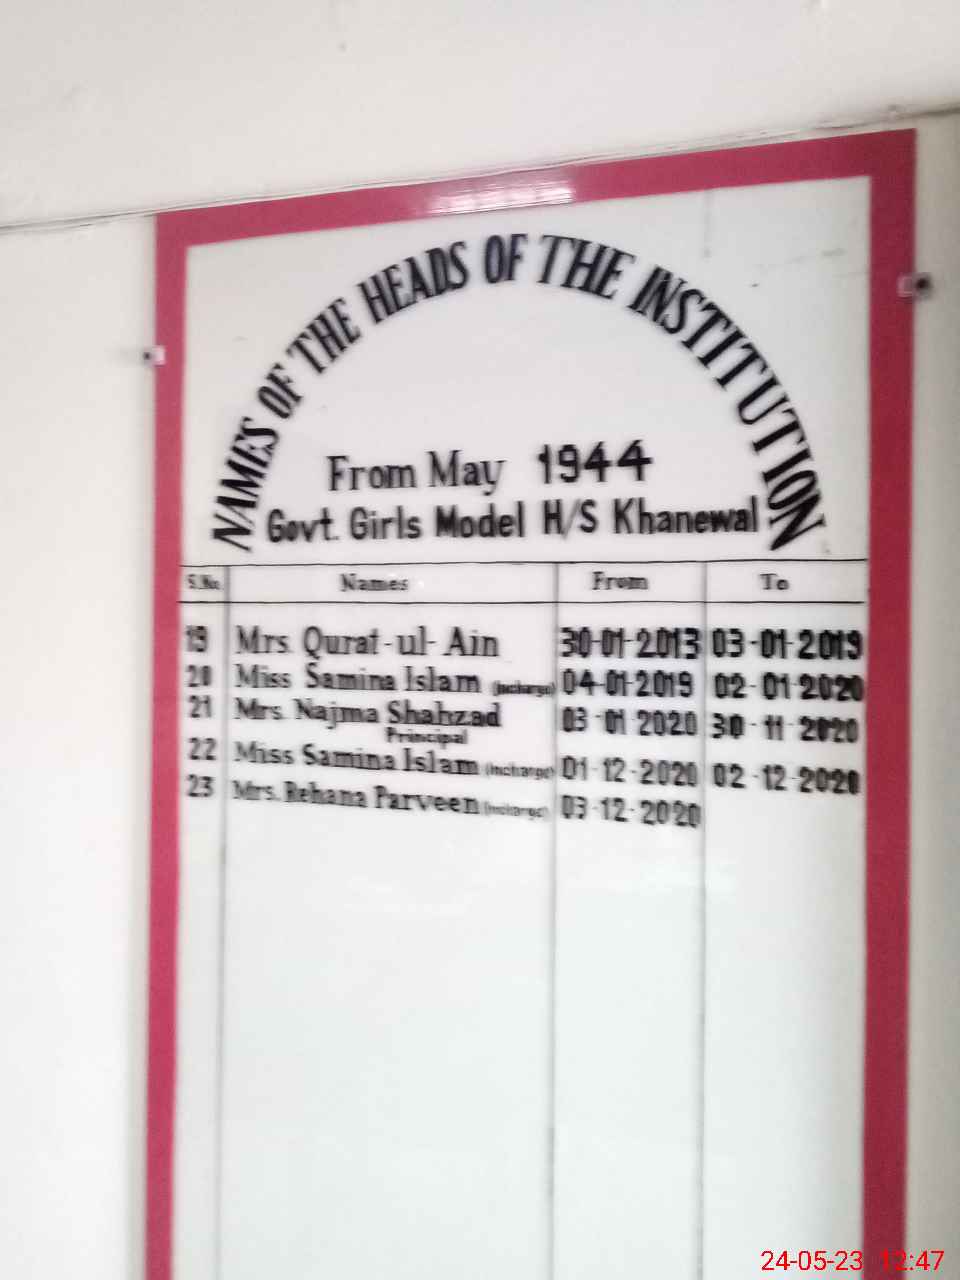 NAMES OF THE HEADS OF THE INSTITUTION
From May 1944
Govt. Girls Model H/S Khanewal
S.No. Names From To
19 Mrs. Qurat-ul-Ain 30-01-2013 03-01-2019
20 Miss Samina Islam (Incharge) 04-01-2019 02-01-2020
21 Mrs. Najma Shahzad 03-01-2020 30-11-2020
Principal
22 Miss Samina Islam (Incharge) 01-12-2020 02-12-2020
23 Mrs. Rehana Parveen (Incharge) 03-12-2020
24-05-23 12:47